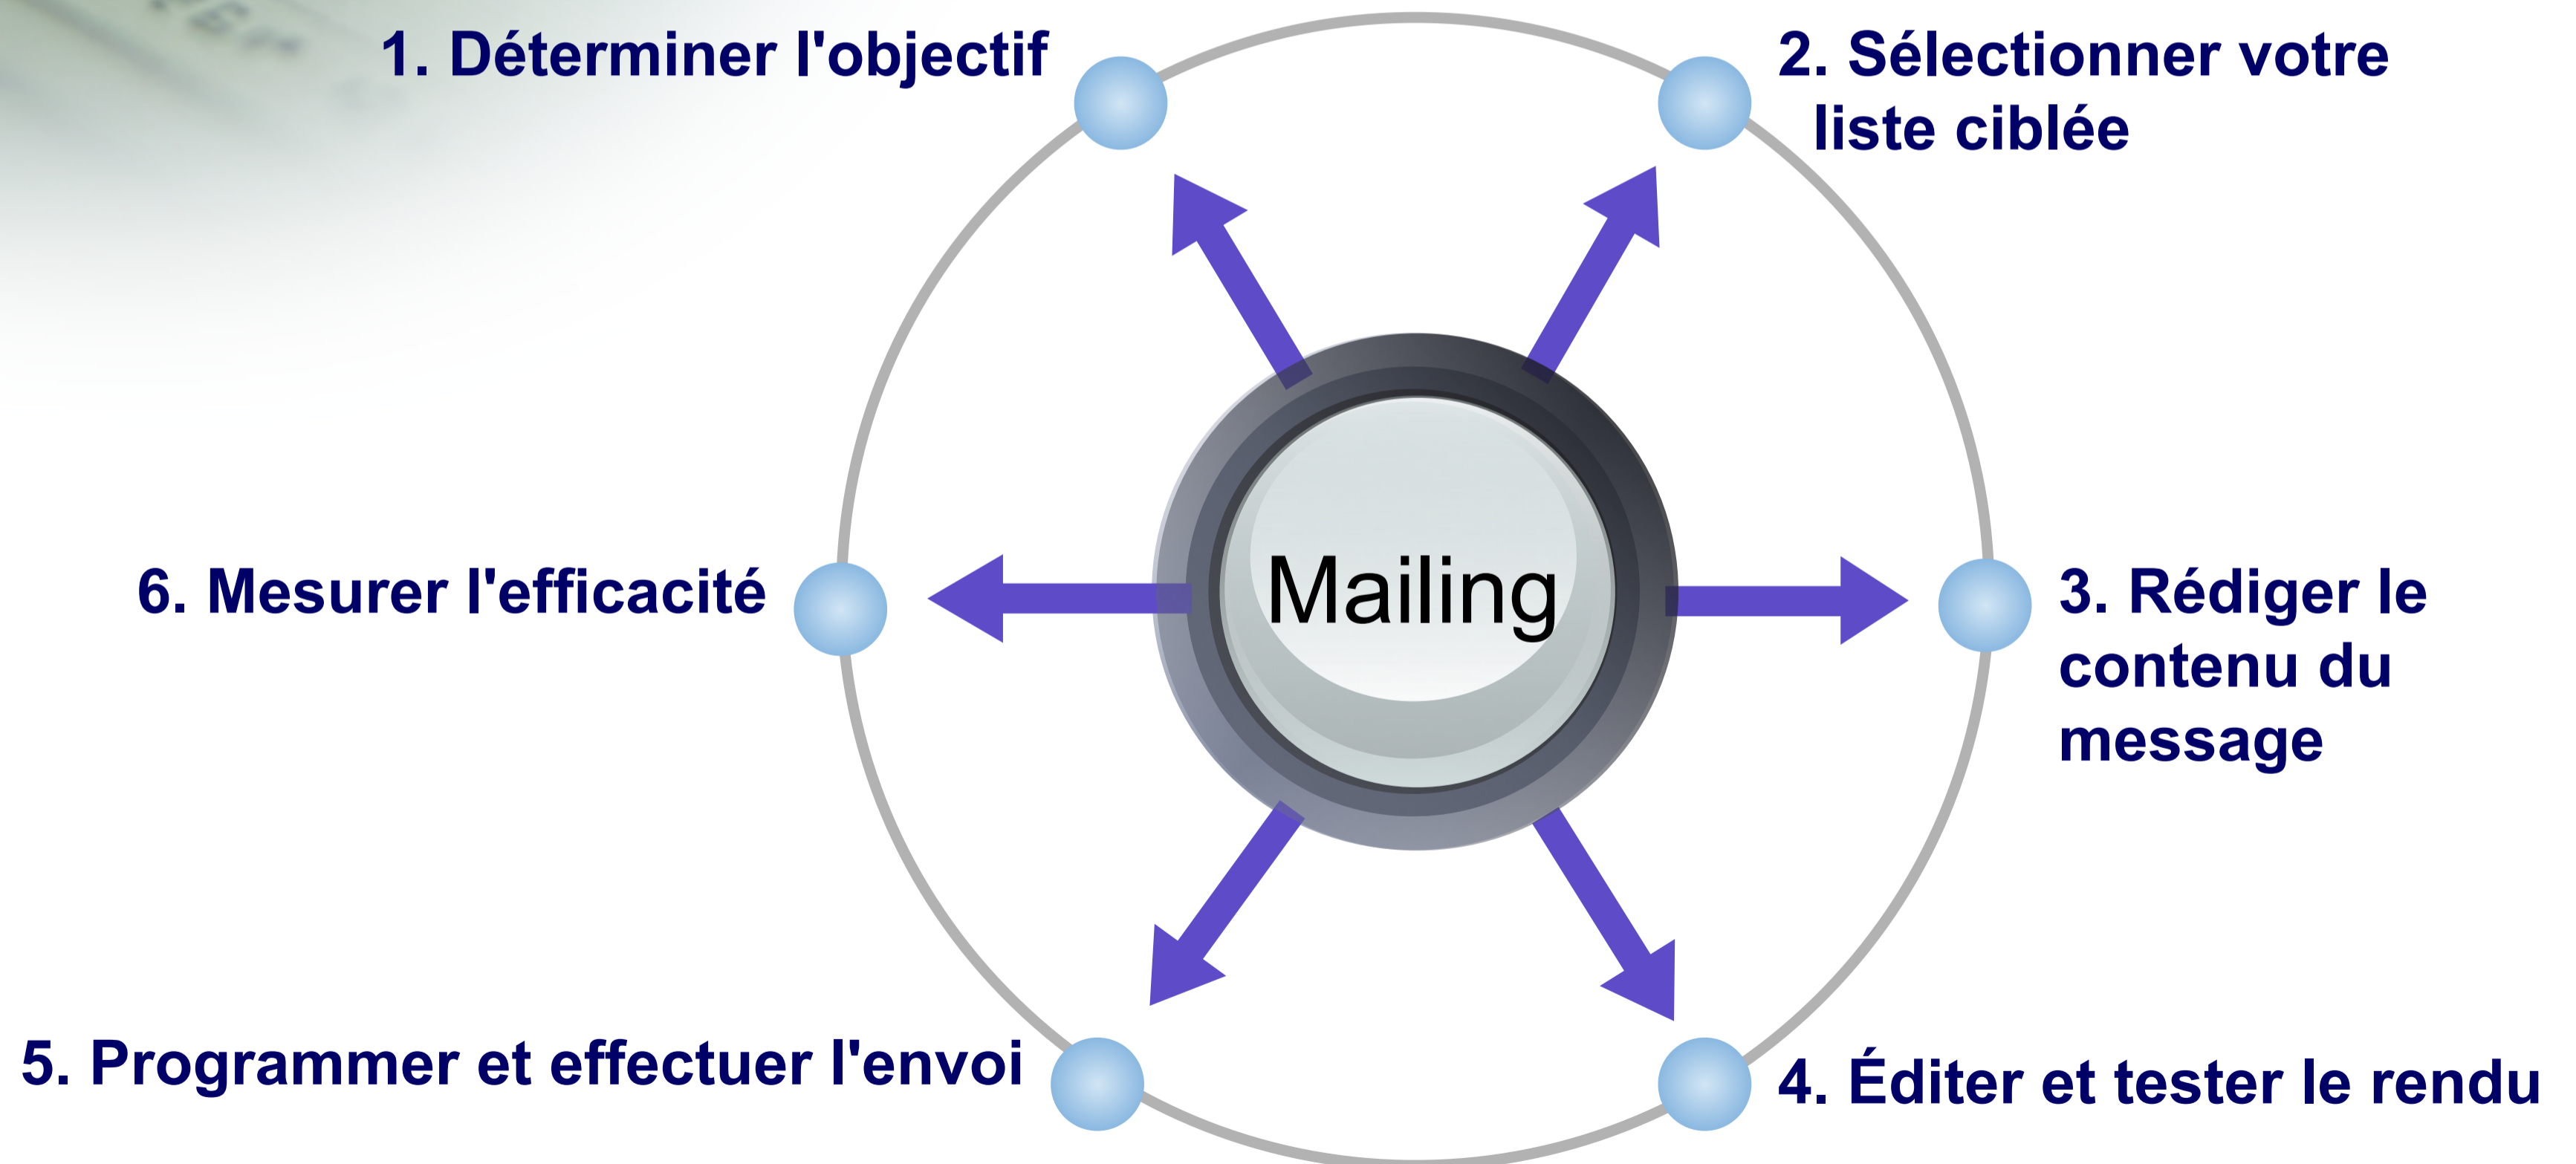 1. Déterminer l'objectif
2. Sélectionner votre
liste ciblée
Mailing
3. Rédiger le
contenu du
message
4. Éditer et tester le rendu
5. Programmer et effectuer l'envoi
6. Mesurer l'efficacité